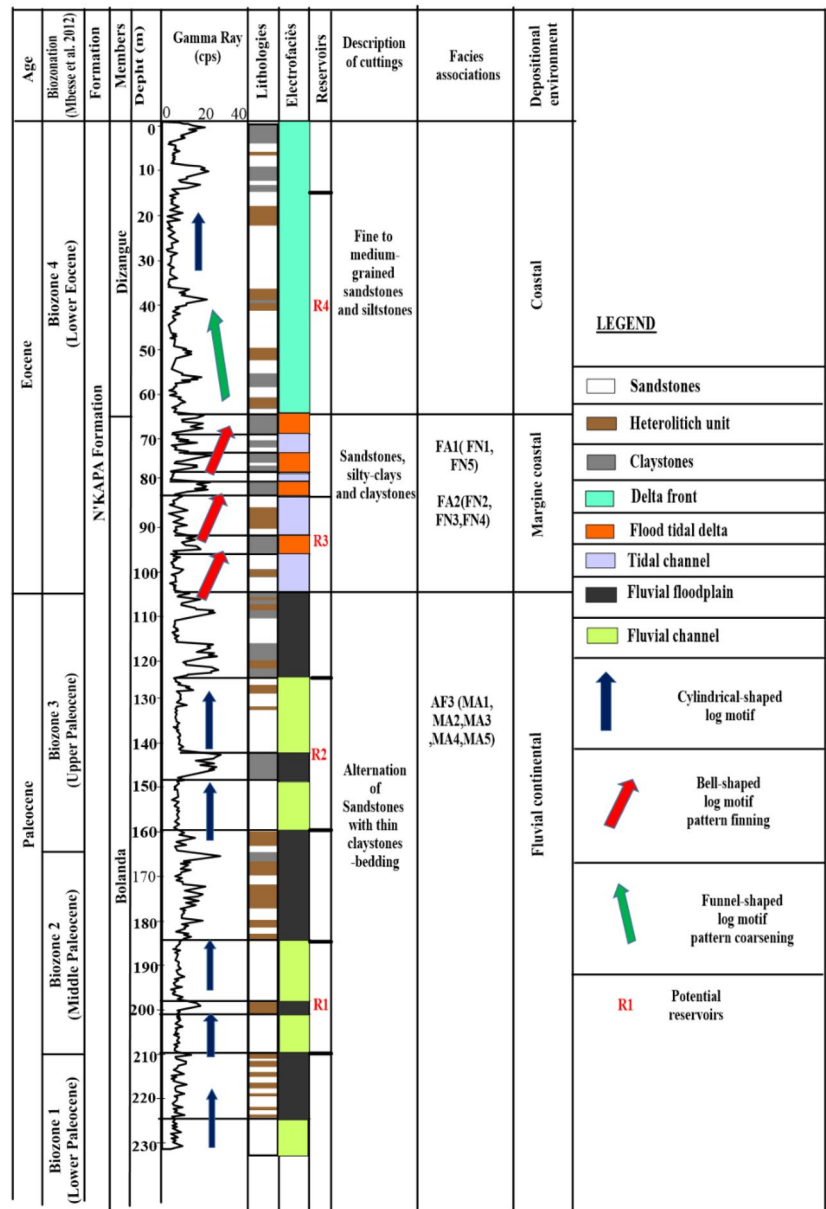 Age
Biozonation
(Mbesse et al. 2012)
Formation
Members
Depht (m)
Gamma Ray
(cps)
0 20 40
Lithologies
Electrofaciès
Reservoirs
Description
of cuttings
Facies
associations
Depositional
environment
Eocene
Paleocene
Biozone 4
(Lower Eocene)
Biozone 3
(Upper Paleocene)
Biozone 2
(Middle Paleocene)
Biozone 1
(Lower Paleocene)
N'KAPA Formation
Dizangue
Bolanda
0
10
20
30
40
50
60
70
80
90
100
110
120
130
140
150
160
170
180
190
200
210
220
230
R4
R3
R2
R1
Fine to
medium-
grained
sandstones
and siltstones
Sandstones,
silty-clays
and claystones
Alternation
of
Sandstones
with thin
claystones
-bedding
FA1( FN1,
FN5)
FA2(FN2,
FN3,FN4)
AF3 (MA1,
MA2,MA3
,MA4,MA5)
Coastal
Margine coastal
Fluvial continental
LEGEND
Sandstones
Heterolitich unit
Claystones
Delta front
Flood tidal delta
Tidal channel
Fluvial floodplain
Fluvial channel
Cylindrical-shaped
log motif
Bell-shaped
log motif
pattern finning
Funnel-shaped
log motif
pattern coarsening
R1 Potential
reservoirs